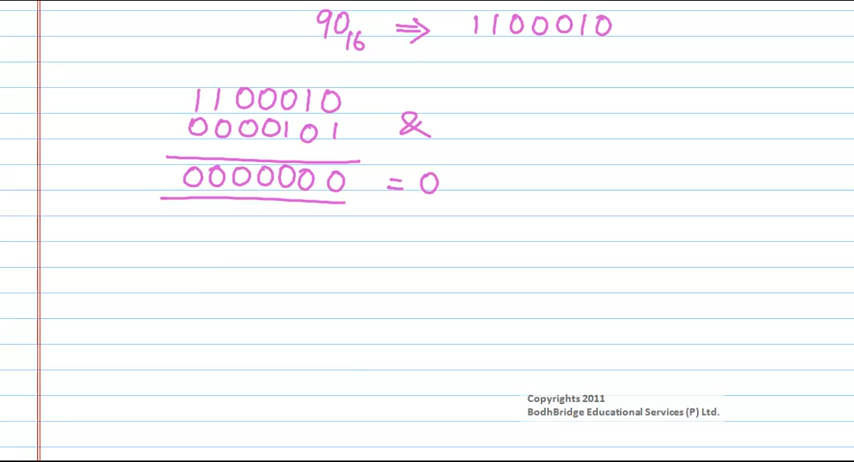 90₁₆ ⇒ 1100010
1100010
0000101 &
0000000 = 0
Copyrights 2011
BodhBridge Educational Services (P) Ltd.